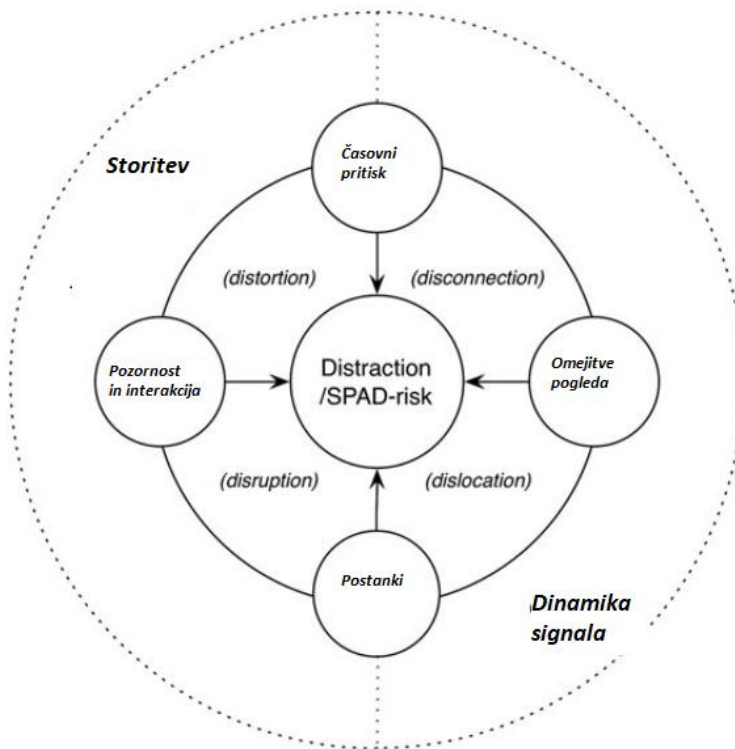 Časovni
pritisk
Storitev
(distortion)
(disconnection)
Pozornost
in interakcija
Distraction
/SPAD-risk
Omejitve
pogleda
(disruption)
(dislocation)
Postanki
Dinamika
signala